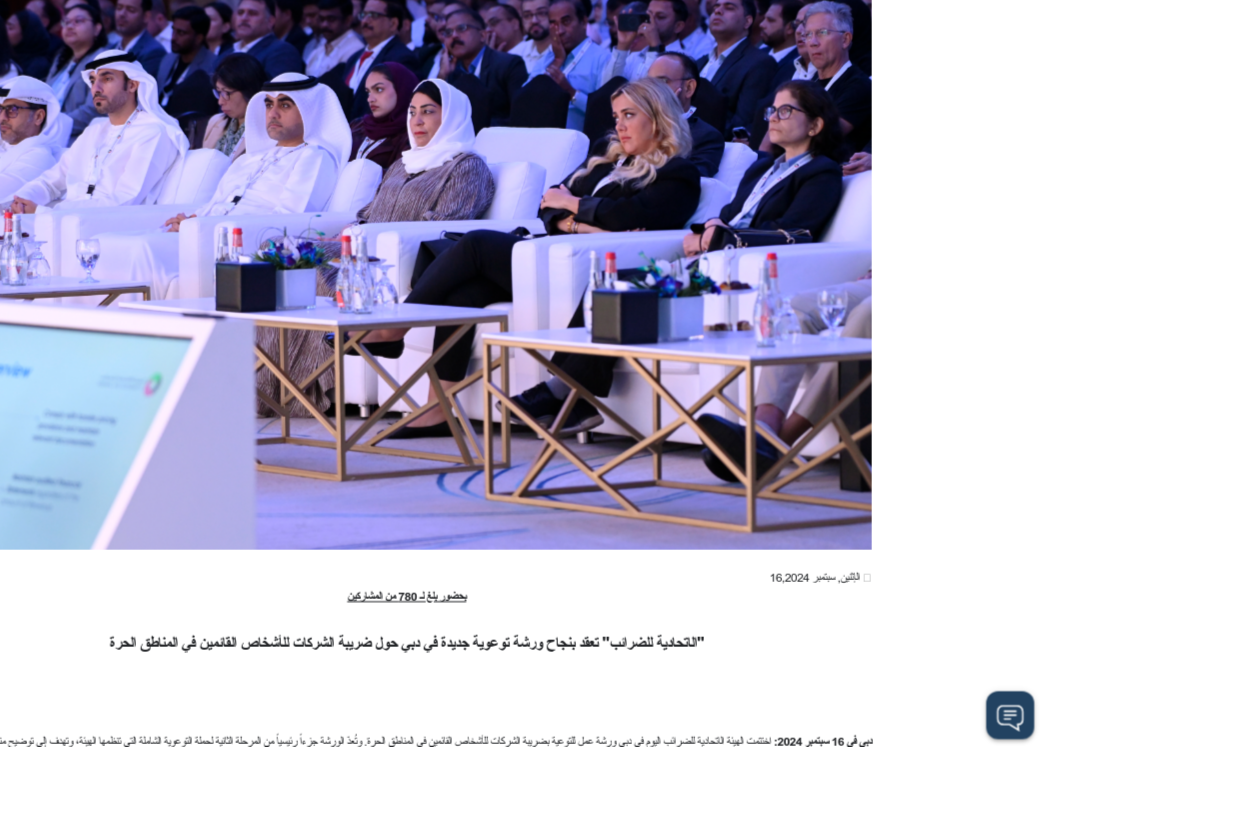 الإثنين, سبتمبر 16,2024
بحضور بلغ لـ 780 من المشاركين
"الاتحادية للضرائب" تعقد بنجاح ورشة توعوية جديدة في دبي حول ضريبة الشركات للأشخاص القائمين في المناطق الحرة
دبي في 16 سبتمبر 2024: اختتمت الهيئة الاتحادية للضرائب اليوم في دبي ورشة عمل للتوعية بضريبة الشركات للأشخاص القائمين في المناطق الحرة. وتُعدّ الورشة جزءاً رئيسياً من المرحلة الثانية لحملة التوعية الشاملة التي تنظمها الهيئة، وتهدف إلى توضيح